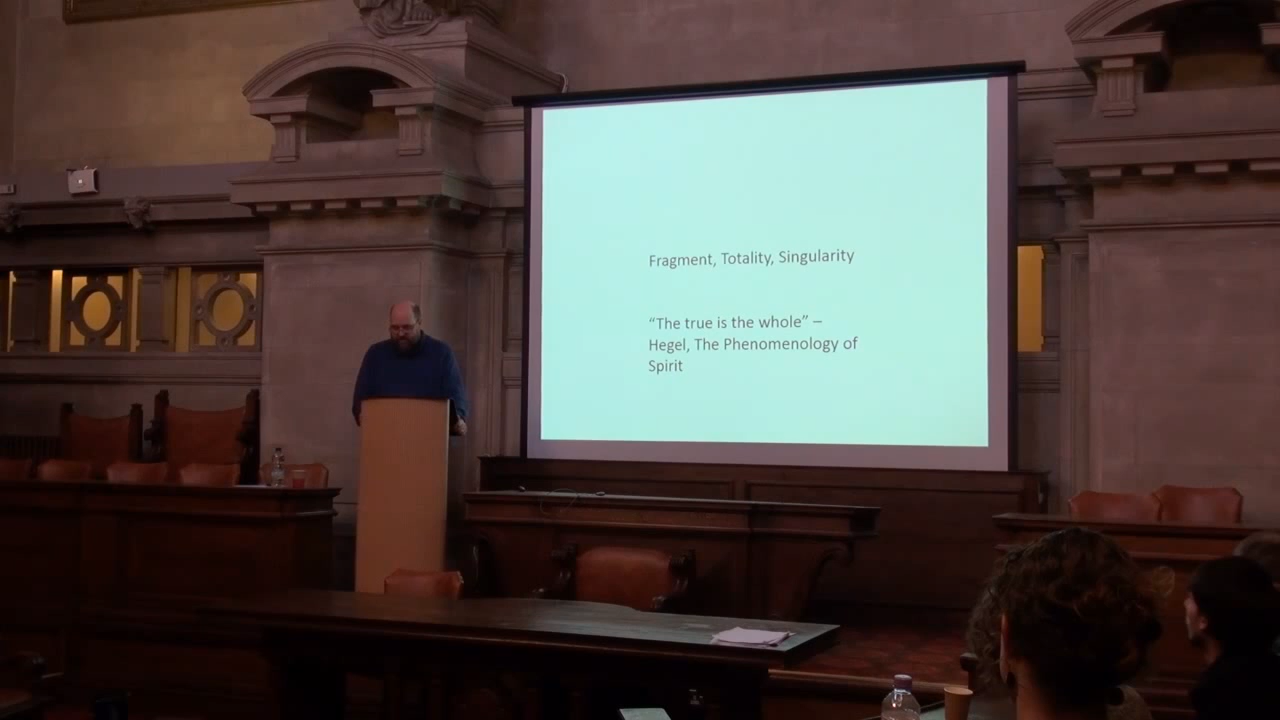 Fragment, Totality, Singularity
“The true is the whole” –
Hegel, The Phenomenology of
Spirit